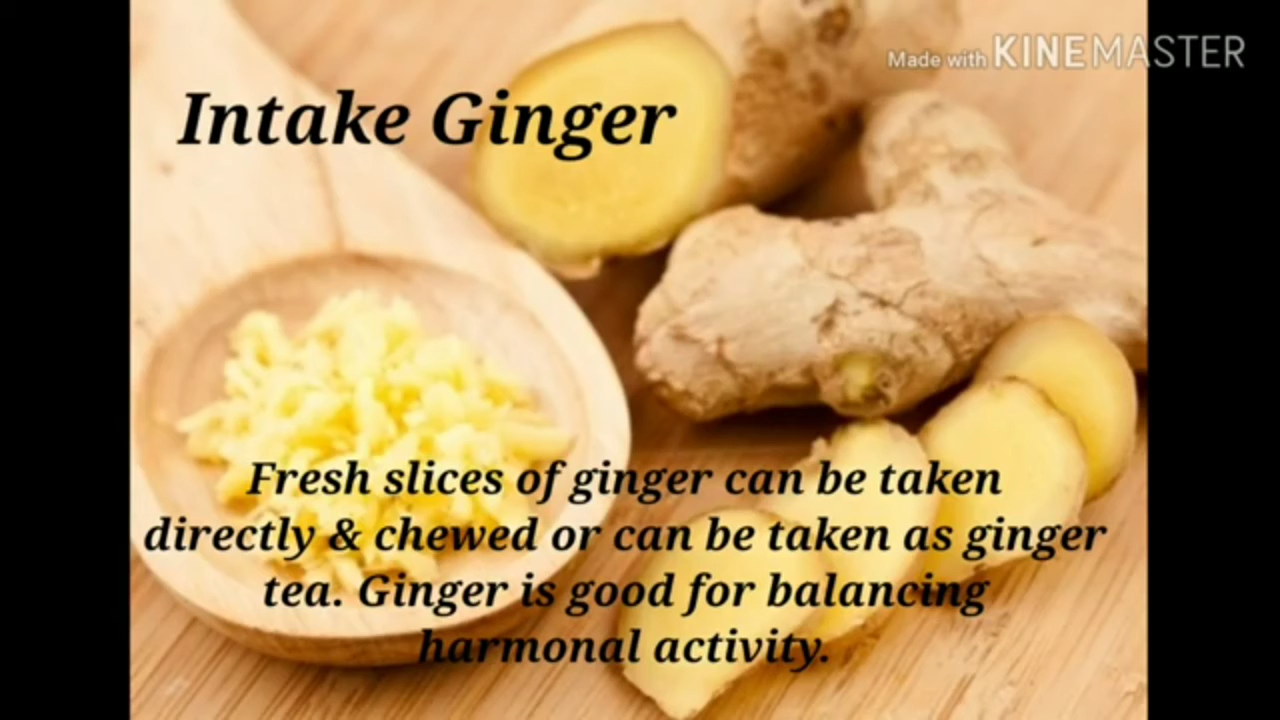 Made with KINEMASTER
Intake Ginger
Fresh slices of ginger can be taken
directly & chewed or can be taken as ginger
tea. Ginger is good for balancing
harmonal activity.